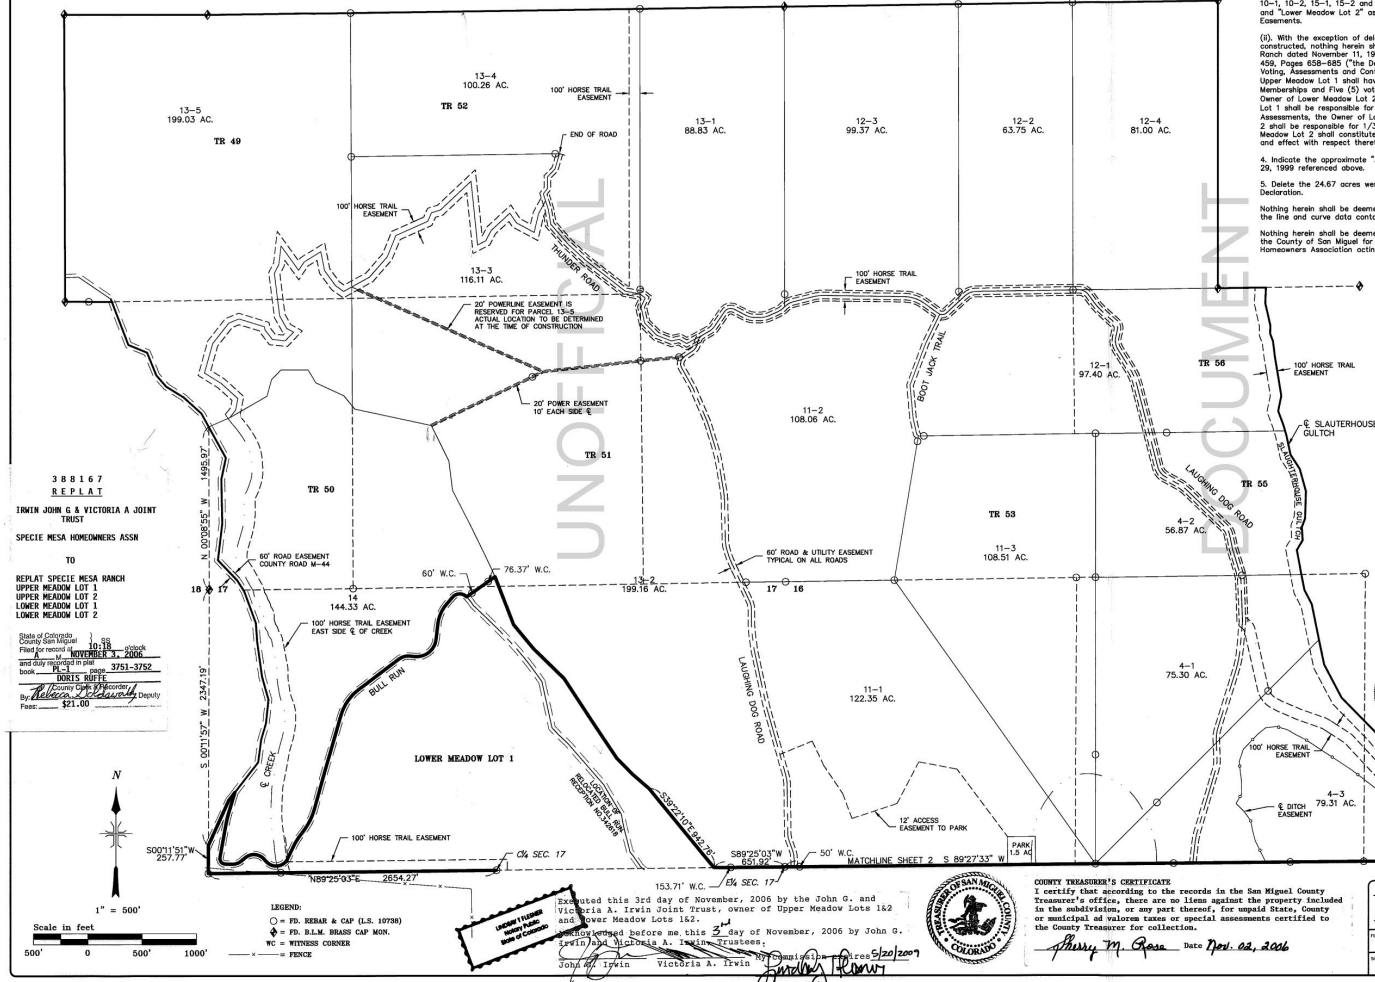 10-1, 10-2, 15-1, 15-2 and
and "Lower Meadow Lot 2" as
Easements.
(ii). With the exception of
constructed, nothing herein
Ranch dated November 11,
459, Pages 658-685 ("the
Voting, Assessments and
Upper Meadow Lot 1 shall
Memberships and Five (5)
Owner of Lower Meadow Lot 2
Lot 1 shall be responsible for
Assessments, the Owner of
2 shall be responsible for 1/3
Meadow Lot 2 shall constitute
and effect with respect
4. Indicate the approximate
29, 1999 referenced above.
5. Delete the 24.67 acres
Declaration.
Nothing herein shall be
the line and curve data
Nothing herein shall be
the County of San Miguel for
Homeowners Association
UNOFFICIAL
DOCUMENT
13-5
199.03 AC.
TR 49
13-4
100.26 AC.
TR 52
100' HORSE TRAIL
EASEMENT
END OF ROAD
13-1
88.83 AC.
12-3
99.37 AC.
12-2
63.75 AC.
12-4
81.00 AC.
100' HORSE TRAIL
EASEMENT
THUNDER ROAD
13-3
116.11 AC.
20' POWERLINE EASEMENT IS
RESERVED FOR PARCEL 13-5
ACTUAL LOCATION TO BE DETERMINED
AT THE TIME OF CONSTRUCTION
100' HORSE TRAIL
EASEMENT
BOOT JACK TRAIL
12-1
97.40 AC.
TR 56
100' HORSE TRAIL
EASEMENT
20' POWER EASEMENT
10' EACH SIDE ℄
11-2
108.06 AC.
℄ SLAUTERHOUSE
GULTCH
SLAUGHTERHOUSE GULTCH
TR 51
LAUGHING DOG ROAD
TR 55
TR 50
N 00°08'55" W 1495.97'
TR 53
4-2
56.87 AC.
11-3
108.51 AC.
60' ROAD & UTILITY EASEMENT
TYPICAL ON ALL ROADS
60' ROAD EASEMENT
COUNTY ROAD M-44
60' W.C.
76.37' W.C.
18 17
14
144.33 AC.
13-2
199.16 AC.
17 16
100' HORSE TRAIL EASEMENT
EAST SIDE ℄ OF CREEK
BULL RUN
S 00°11'57" W 2347.19'
LAUGHING DOG ROAD
11-1
122.35 AC.
4-1
75.30 AC.
℄ CREEK
LOWER MEADOW LOT 1
LOCATION OF
RELOCATED BULL RUN
RECEPTION NO.342618
S39°22'10"E 942.76'
100' HORSE TRAIL
EASEMENT
4-3
79.31 AC.
℄ DITCH
EASEMENT
12' ACCESS
EASEMENT TO PARK
PARK
1.5 AC
100' HORSE TRAIL EASEMENT
S00°11'51"W
257.77'
C¼ SEC. 17
S89°25'03"W
651.92'
50' W.C.
MATCHLINE SHEET 2 S 89°27'33" W
N89°25'03"E 2654.27'
153.71' W.C.
E¼ SEC. 17
388167
REPLAT
IRWIN JOHN G & VICTORIA A JOINT
TRUST
SPECIE MESA HOMEOWNERS ASSN
TO
REPLAT SPECIE MESA RANCH
UPPER MEADOW LOT 1
UPPER MEADOW LOT 2
LOWER MEADOW LOT 1
LOWER MEADOW LOT 2
State of Colorado
County San Miguel } SS
Filed for record at 10:18 o'clock
A M NOVEMBER 3, 2006
and duly recorded in plat
book PL-1 page 3751-3752
DORIS RUFFE
County Clerk & Recorder
By: Deputy
Fees: $21.00
N
1" = 500'
Scale in feet
500' 0 500' 1000'
LEGEND:
= FD. REBAR & CAP (L.S. 10738)
= FD. B.L.M. BRASS CAP MON.
WC = WITNESS CORNER
= FENCE
LINDSAY T FLESNER
Notary Public
State of Colorado
Executed this 3rd day of November, 2006 by the John G. and
Victoria A. Irwin Joint Trust, owner of Upper Meadow Lots 1&2
and Lower Meadow Lots 1&2.
Acknowledged before me this 3rd day of November, 2006 by John G.
Irwin and Victoria A. Irwin Trustees.
My commission expires 5/20/2009
John G. Irwin Victoria A. Irwin
TREASURER OF SAN MIGUEL COUNTY
COLORADO
COUNTY TREASURER'S CERTIFICATE
I certify that according to the records in the San Miguel County
Treasurer's office, there are no liens against the property included
in the subdivision, or any part thereof, for unpaid State, County
or municipal ad valorem taxes or special assessments certified to
the County Treasurer for collection.
Sherry M. Rose Date Nov. 02, 2006